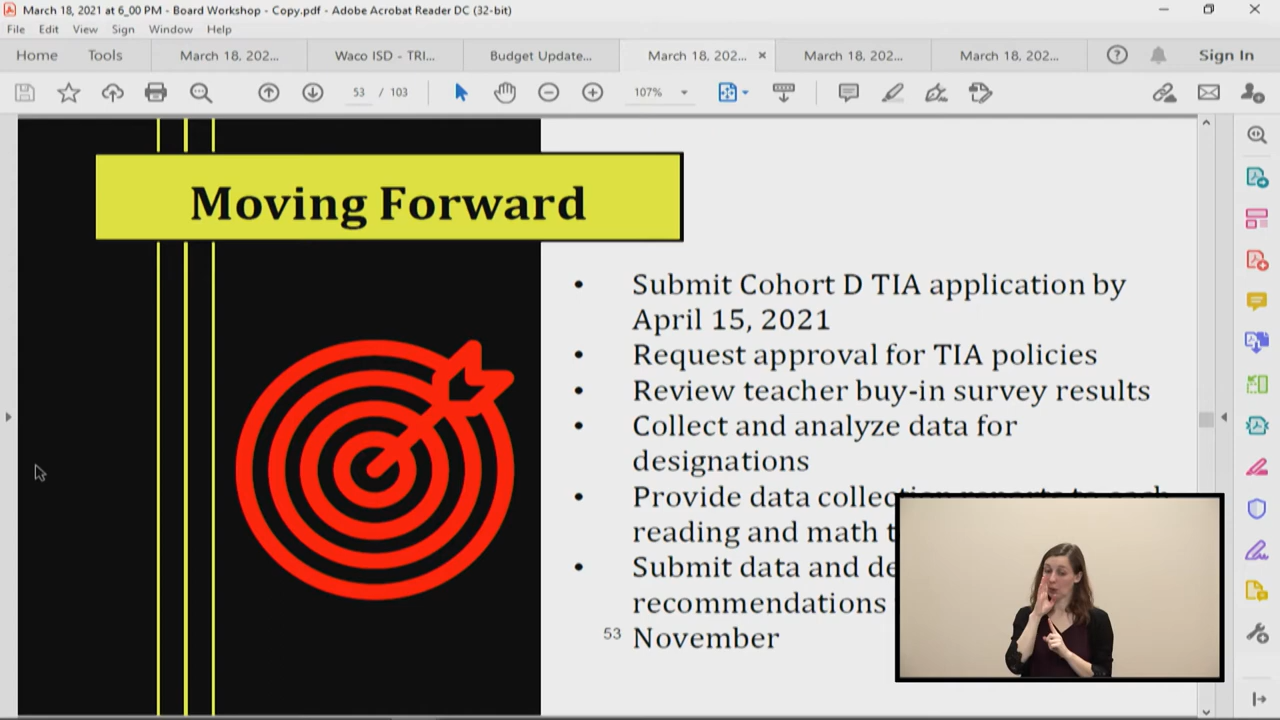 March 18, 2021 at 6_00 PM - Board Workshop - Copy.pdf - Adobe Acrobat Reader DC (32-bit)
File Edit View Sign Window Help
Home Tools March 18, 202... Waco ISD - TRI... Budget Update... March 18, 202... × March 18, 202... March 18, 202... Sign In
53 / 103 107%
Moving Forward
• Submit Cohort D TIA application by
April 15, 2021
• Request approval for TIA policies
• Review teacher buy-in survey results
• Collect and analyze data for
designations
• Provide data
reading and math
• Submit data and
recommendations
53 November